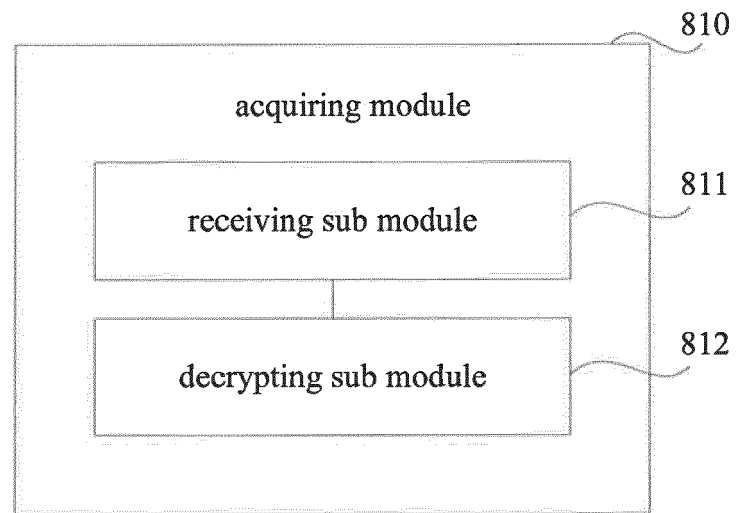 810
acquiring module
811
receiving sub module
812
decrypting sub module